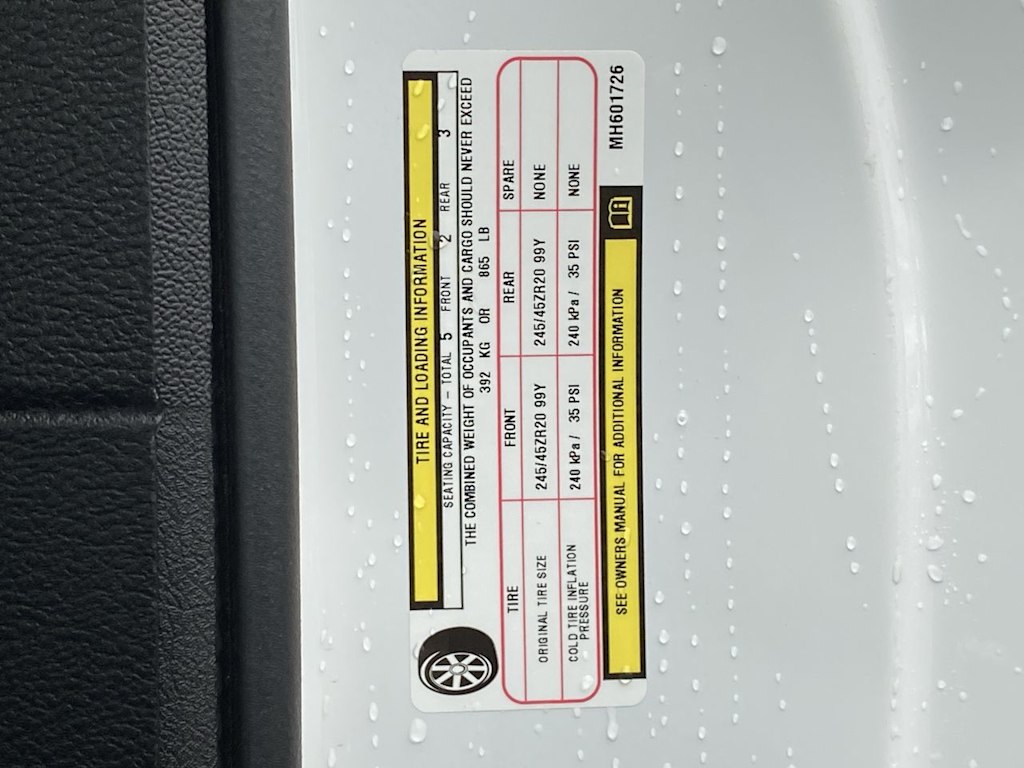 TIRE AND LOADING INFORMATION
SEATING CAPACITY – TOTAL 5 FRONT 2 REAR 3
THE COMBINED WEIGHT OF OCCUPANTS AND CARGO SHOULD NEVER EXCEED
392 KG OR 865 LB
TIRE FRONT REAR SPARE
ORIGINAL TIRE SIZE 245/45ZR20 99Y 245/45ZR20 99Y NONE
COLD TIRE INFLATION PRESSURE 240 kPa / 35 PSI 240 kPa / 35 PSI NONE
SEE OWNERS MANUAL FOR ADDITIONAL INFORMATION
MH601726